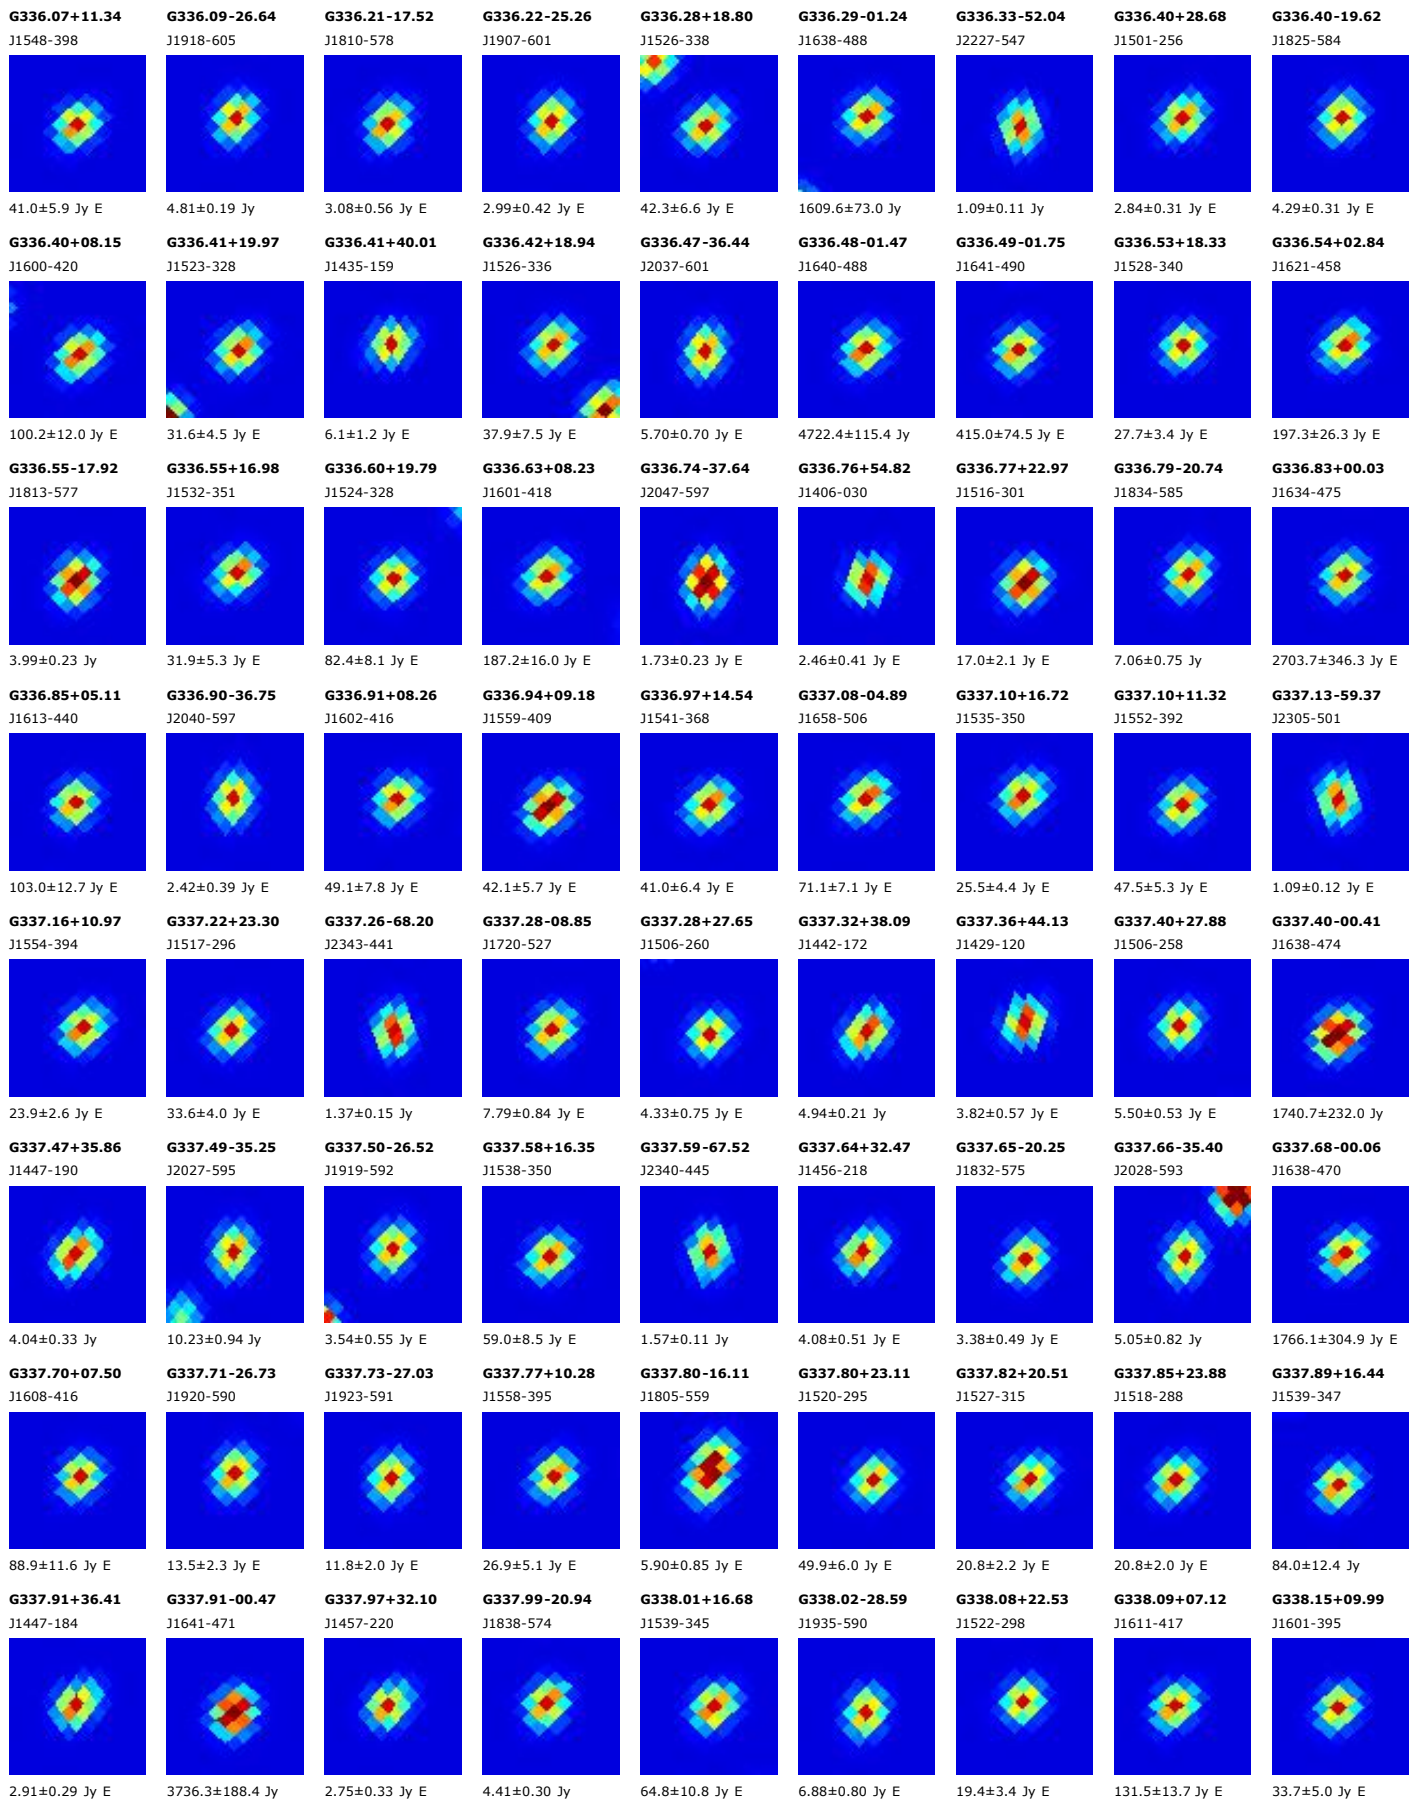 G336.07+11.34 G336.09-26.64 G336.21-17.52 G336.22-25.26 G336.28+18.80 G336.29-01.24 G336.33-52.04 G336.40+28.68 G336.40-19.62
J1548-398 J1918-605 J1810-578 J1907-601 J1526-338 J1638-488 J2227-547 J1501-256 J1825-584
41.0±5.9 Jy E 4.81±0.19 Jy 3.08±0.56 Jy E 2.99±0.42 Jy E 42.3±6.6 Jy E 1609.6±73.0 Jy 1.09±0.11 Jy 2.84±0.31 Jy E 4.29±0.31 Jy E
G336.40+08.15 G336.41+19.97 G336.41+40.01 G336.42+18.94 G336.47-36.44 G336.48-01.47 G336.49-01.75 G336.53+18.33 G336.54+02.84
J1600-420 J1523-328 J1435-159 J1526-336 J2037-601 J1640-488 J1641-490 J1528-340 J1621-458
100.2±12.0 Jy E 31.6±4.5 Jy E 6.1±1.2 Jy E 37.9±7.5 Jy E 5.70±0.70 Jy E 4722.4±115.4 Jy 415.0±74.5 Jy E 27.7±3.4 Jy E 197.3±26.3 Jy E
G336.55-17.92 G336.55+16.98 G336.60+19.79 G336.63+08.23 G336.74-37.64 G336.76+54.82 G336.77+22.97 G336.79-20.74 G336.83+00.03
J1813-577 J1532-351 J1524-328 J1601-418 J2047-597 J1406-030 J1516-301 J1834-585 J1634-475
3.99±0.23 Jy 31.9±5.3 Jy E 82.4±8.1 Jy E 187.2±16.0 Jy E 1.73±0.23 Jy E 2.46±0.41 Jy E 17.0±2.1 Jy E 7.06±0.75 Jy 2703.7±346.3 Jy E
G336.85+05.11 G336.90-36.75 G336.91+08.26 G336.94+09.18 G336.97+14.54 G337.08-04.89 G337.10+16.72 G337.10+11.32 G337.13-59.37
J1613-440 J2040-597 J1602-416 J1559-409 J1541-368 J1658-506 J1535-350 J1552-392 J2305-501
103.0±12.7 Jy E 2.42±0.39 Jy E 49.1±7.8 Jy E 42.1±5.7 Jy E 41.0±6.4 Jy E 71.1±7.1 Jy E 25.5±4.4 Jy E 47.5±5.3 Jy E 1.09±0.12 Jy E
G337.16+10.97 G337.22+23.30 G337.26-68.20 G337.28-08.85 G337.28+27.65 G337.32+38.09 G337.36+44.13 G337.40+27.88 G337.40-00.41
J1554-394 J1517-296 J2343-441 J1720-527 J1506-260 J1442-172 J1429-120 J1506-258 J1638-474
23.9±2.6 Jy E 33.6±4.0 Jy E 1.37±0.15 Jy 7.79±0.84 Jy E 4.33±0.75 Jy E 4.94±0.21 Jy 3.82±0.57 Jy E 5.50±0.53 Jy E 1740.7±232.0 Jy
G337.47+35.86 G337.49-35.25 G337.50-26.52 G337.58+16.35 G337.59-67.52 G337.64+32.47 G337.65-20.25 G337.66-35.40 G337.68-00.06
J1447-190 J2027-595 J1919-592 J1538-350 J2340-445 J1456-218 J1832-575 J2028-593 J1638-470
4.04±0.33 Jy 10.23±0.94 Jy 3.54±0.55 Jy E 59.0±8.5 Jy E 1.57±0.11 Jy 4.08±0.51 Jy E 3.38±0.49 Jy E 5.05±0.82 Jy 1766.1±304.9 Jy E
G337.70+07.50 G337.71-26.73 G337.73-27.03 G337.77+10.28 G337.80-16.11 G337.80+23.11 G337.82+20.51 G337.85+23.88 G337.89+16.44
J1608-416 J1920-590 J1923-591 J1558-395 J1805-559 J1520-295 J1527-315 J1518-288 J1539-347
88.9±11.6 Jy E 13.5±2.3 Jy E 11.8±2.0 Jy E 26.9±5.1 Jy E 5.90±0.85 Jy E 49.9±6.0 Jy E 20.8±2.2 Jy E 20.8±2.0 Jy E 84.0±12.4 Jy
G337.91+36.41 G337.91-00.47 G337.97+32.10 G337.99-20.94 G338.01+16.68 G338.02-28.59 G338.08+22.53 G338.09+07.12 G338.15+09.99
J1447-184 J1641-471 J1457-220 J1838-574 J1539-345 J1935-590 J1522-298 J1611-417 J1601-395
2.91±0.29 Jy E 3736.3±188.4 Jy 2.75±0.33 Jy E 4.41±0.30 Jy 64.8±10.8 Jy E 6.88±0.80 Jy E 19.4±3.4 Jy E 131.5±13.7 Jy E 33.7±5.0 Jy E